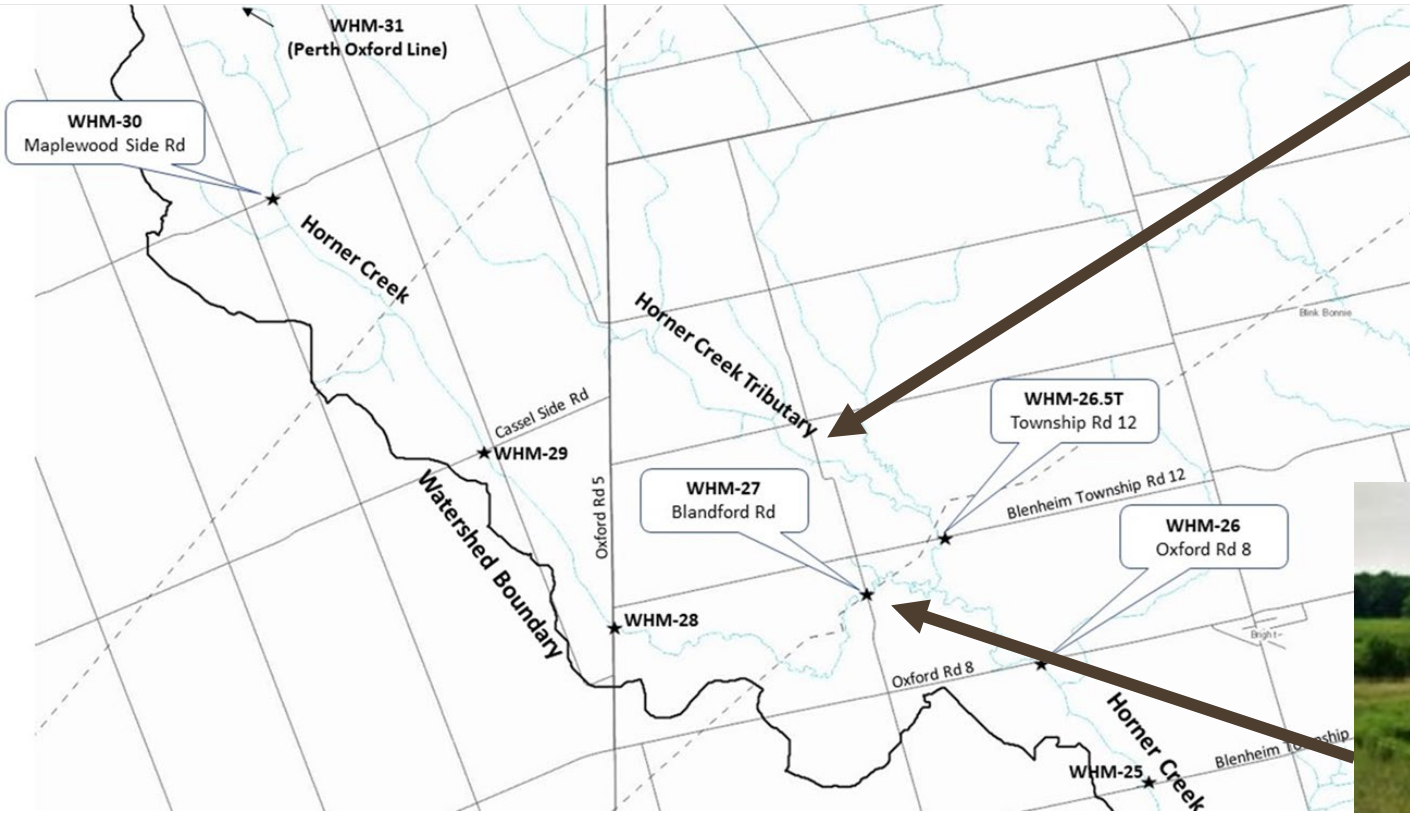 WHM-31
(Perth Oxford Line)
WHM-30
Maplewood Side Rd
Horner Creek
Horner Creek Tributary
Blink Bonnie
WHM-26.5T
Township Rd 12
Cassel Side Rd
WHM-29
Watershed Boundary
Oxford Rd 5
WHM-27
Blandford Rd
Blenheim Township Rd 12
WHM-26
Oxford Rd 8
WHM-28
Bright
Oxford Rd 8
Horner Creek
WHM-25
Blenheim Township